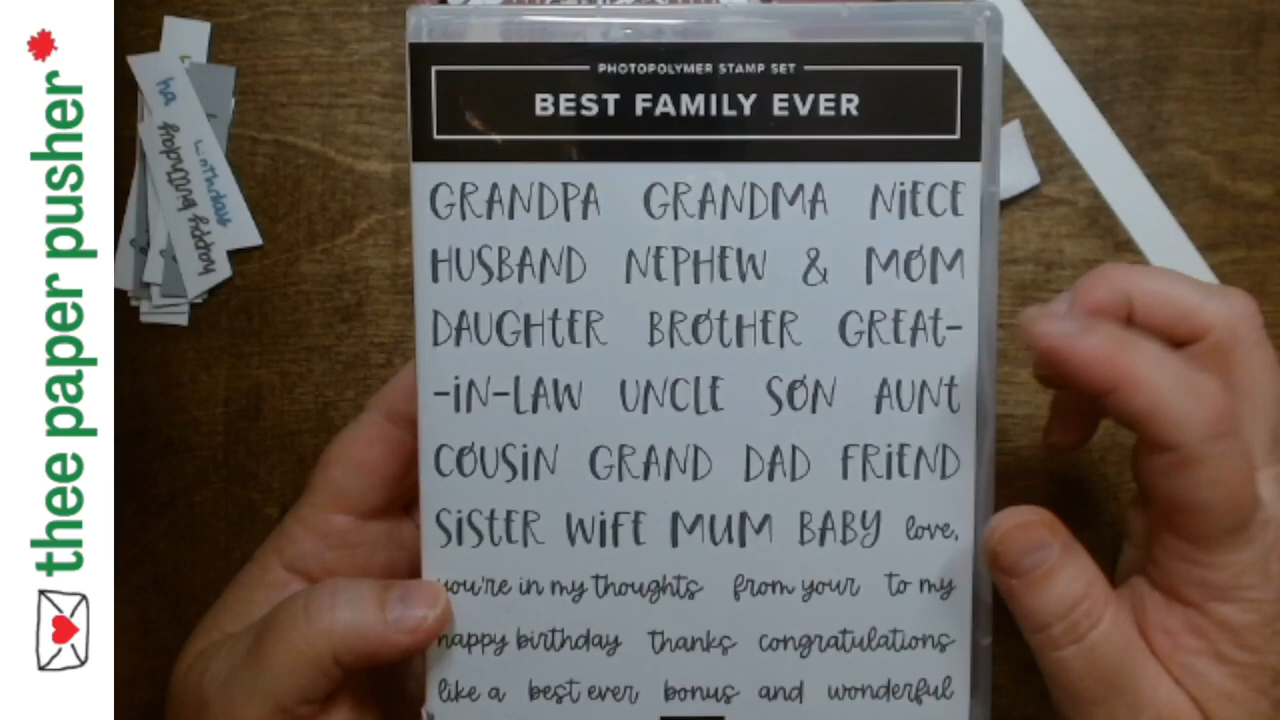 thee paper pusher
PHOTOPOLYMER STAMP SET
BEST FAMILY EVER
GRANDPA GRANDMA NiECE
HUSBAND NEPHEW & MOM
DAUGHtER BROtHER GREAt-
-iN-LAW UNCLE SON AUNt
COUSiN GRAND DAD FRiEND
SiStER WiFE MUM BABY love,
you're in my thoughts from your to my
happy birthday thanks congratulations
like a best ever bonus and wonderful
happy birthday
birthday
ha